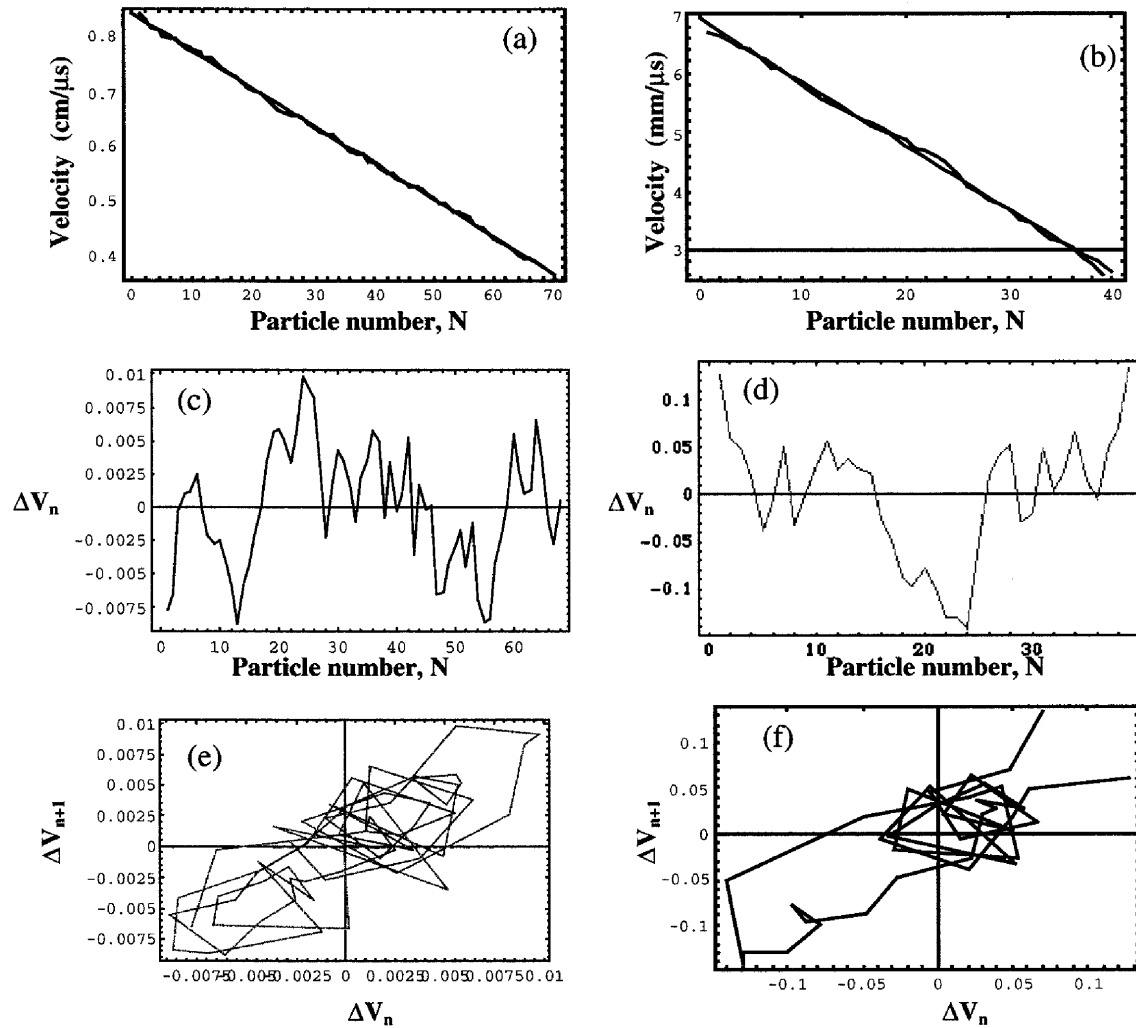 (a)
Velocity (cm/μs)
0.8
0.7
0.6
0.5
0.4
0 10 20 30 40 50 60 70
Particle number, N
(b)
Velocity (mm/μs)
7
6
5
4
3
0 10 20 30 40
Particle number, N
(c)
ΔVn
0.01
0.0075
0.005
0.0025
0
-0.0025
-0.005
-0.0075
0 10 20 30 40 50 60
Particle number, N
(d)
ΔVn
0.1
0.05
0
-0.05
-0.1
0 10 20 30
Particle number, N
(e)
ΔVn+1
0.01
0.0075
0.005
0.0025
0
-0.0025
-0.005
-0.0075
-0.0075 -0.005 -0.0025 0 0.0025 0.005 0.0075 0.01
ΔVn
(f)
ΔVn+1
0.1
0.05
0
-0.05
-0.1
-0.1 -0.05 0 0.05 0.1
ΔVn